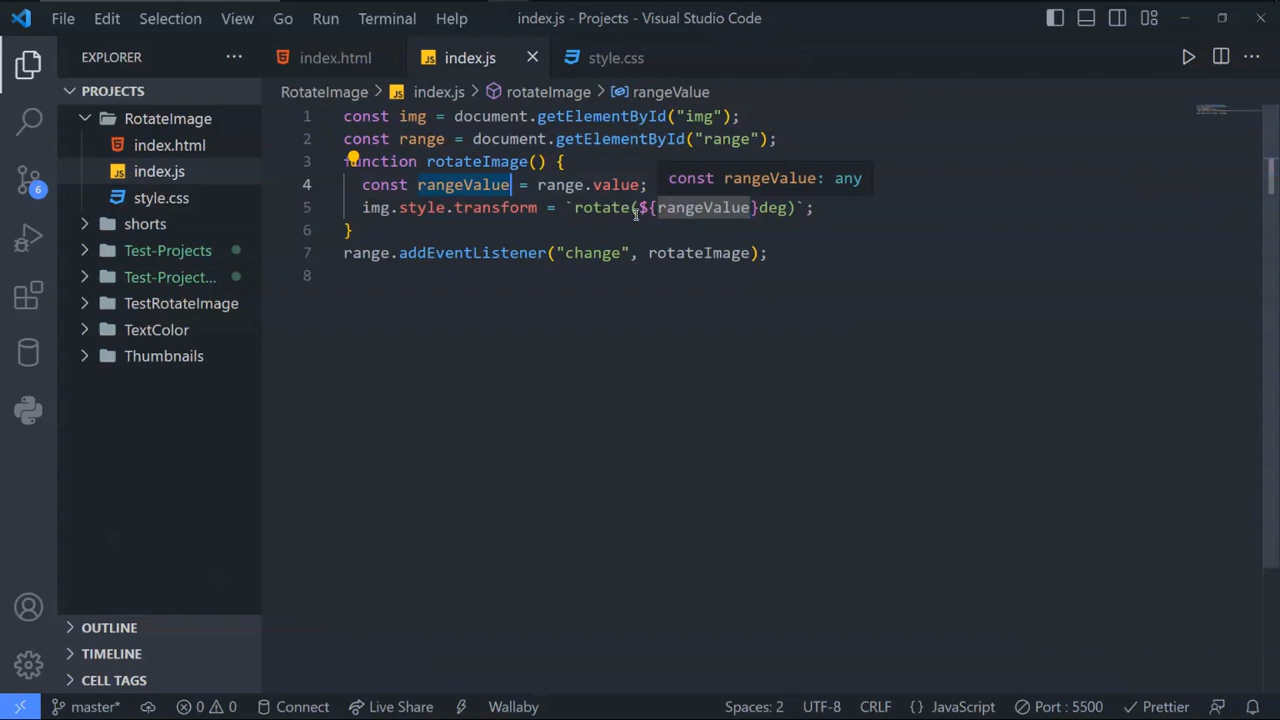 File Edit Selection View Go Run Terminal Help index.js - Projects - Visual Studio Code
EXPLORER ...
PROJECTS
RotateImage
index.html
JS index.js
style.css
shorts
Test-Projects
Test-Project...
TestRotateImage
TextColor
Thumbnails
OUTLINE
TIMELINE
CELL TAGS
6
index.html JS index.js style.css
RotateImage > JS index.js > rotateImage > rangeValue
1 const img = document.getElementById("img");
2 const range = document.getElementById("range");
3 function rotateImage() {
4 const rangeValue = range.value;
const rangeValue: any
5 img.style.transform = `rotate(${rangeValue}deg)`;
6 }
7 range.addEventListener("change", rotateImage);
8
master* 0 0 Connect Live Share Wallaby Spaces: 2 UTF-8 CRLF {} JavaScript Port : 5500 Prettier